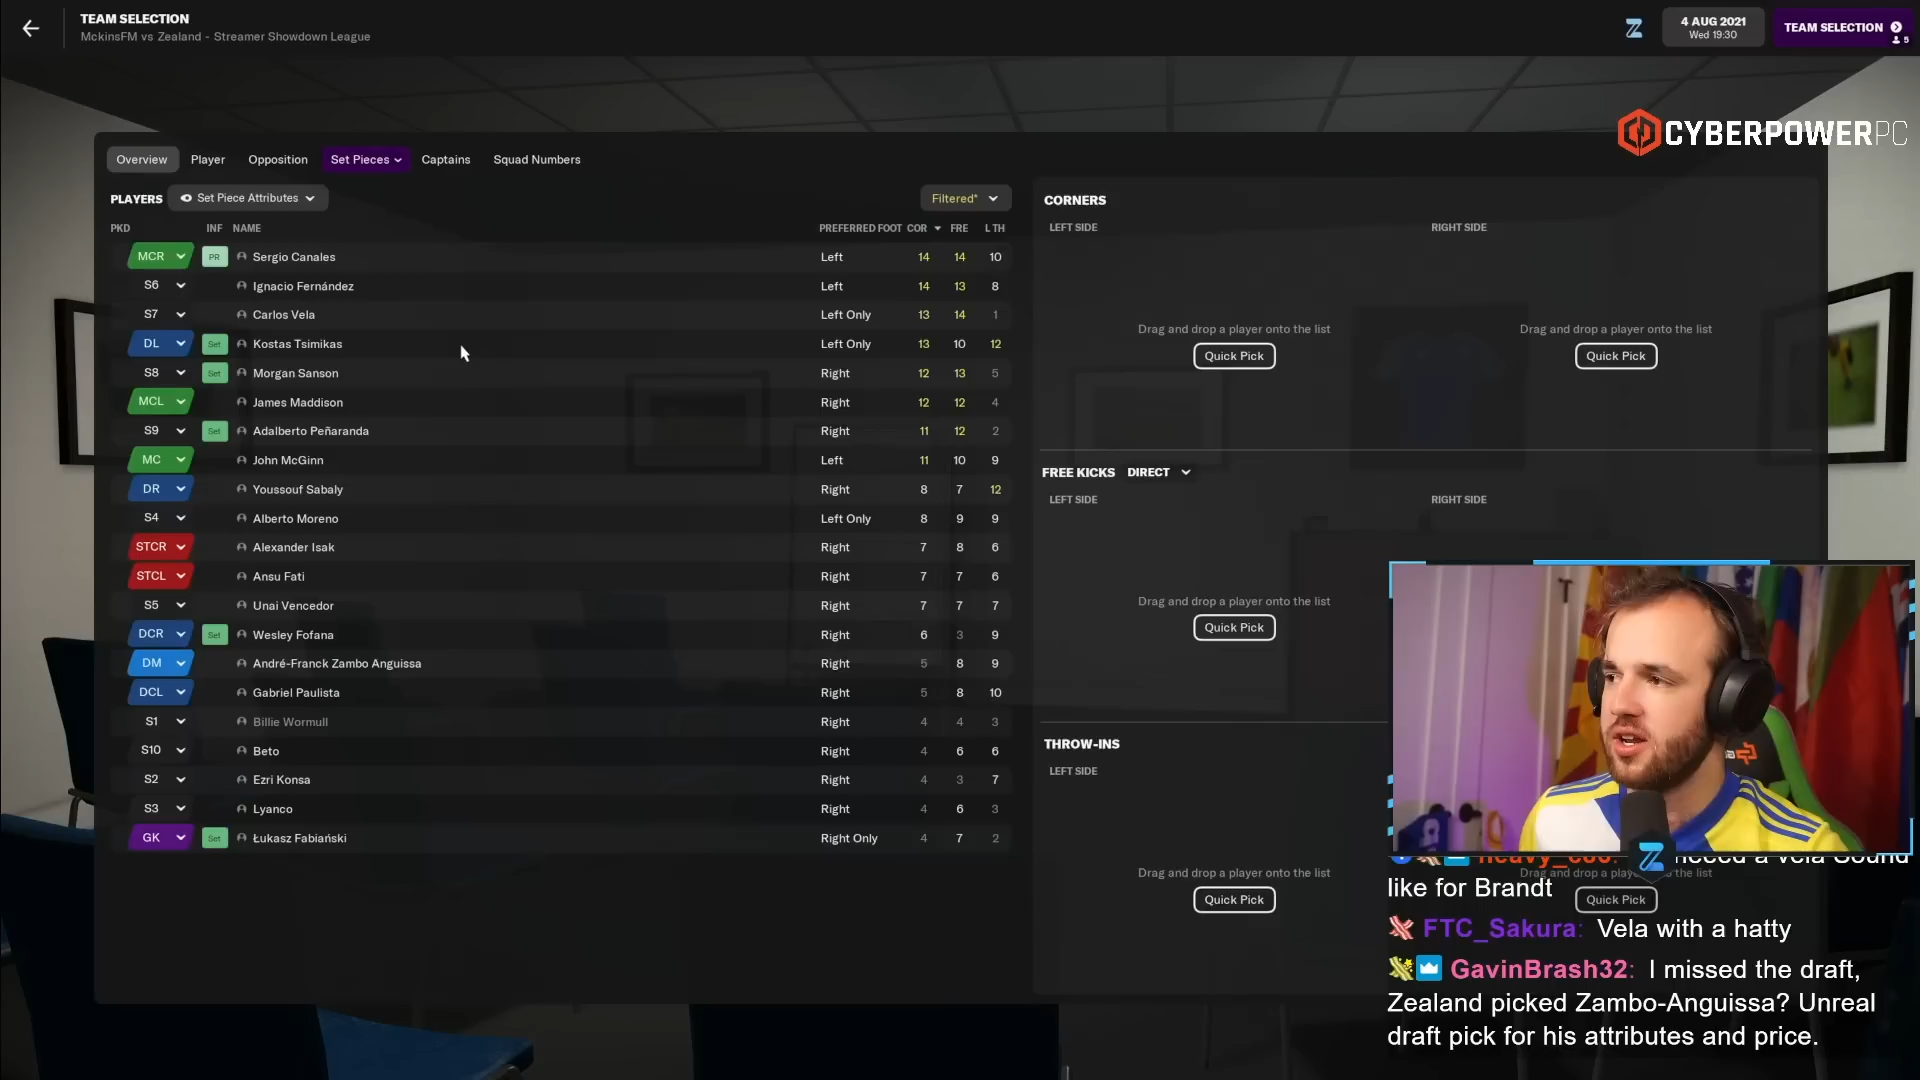 TEAM SELECTION
MckinsFM vs Zealand - Streamer Showdown League
4 AUG 2021
Wed 19:30
TEAM SELECTION
5
CYBERPOWERPC
Overview Player Opposition Set Pieces Captains Squad Numbers
PLAYERS Set Piece Attributes Filtered*
PKD INF NAME PREFERRED FOOT COR FRE L TH
MCR PR Sergio Canales Left 14 14 10
S6 Ignacio Fernández Left 14 13 8
S7 Carlos Vela Left Only 13 14 1
DL Set Kostas Tsimikas Left Only 13 10 12
S8 Set Morgan Sanson Right 12 13 5
MCL James Maddison Right 12 12 4
S9 Set Adalberto Peñaranda Right 11 12 2
MC John McGinn Left 11 10 9
DR Youssouf Sabaly Right 8 7 12
S4 Alberto Moreno Left Only 8 9 9
STCR Alexander Isak Right 7 8 6
STCL Ansu Fati Right 7 7 6
S5 Unai Vencedor Right 7 7 7
DCR Set Wesley Fofana Right 6 3 9
DM André-Franck Zambo Anguissa Right 5 8 9
DCL Gabriel Paulista Right 5 8 10
S1 Billie Wormull Right 4 4 3
S10 Beto Right 4 6 6
S2 Ezri Konsa Right 4 3 7
S3 Lyanco Right 4 6 3
GK Set Łukasz Fabiański Right Only 4 7 2
CORNERS
LEFT SIDE RIGHT SIDE
Drag and drop a player onto the list Drag and drop a player onto the list
Quick Pick Quick Pick
FREE KICKS DIRECT
LEFT SIDE RIGHT SIDE
Drag and drop a player onto the list
Quick Pick
THROW-INS
LEFT SIDE
Drag and drop a player onto the list Drag and drop a play the list
Quick Pick Quick Pick
a Vela Sound
like for Brandt
FTC_Sakura: Vela with a hatty
GavinBrash32: I missed the draft,
Zealand picked Zambo-Anguissa? Unreal
draft pick for his attributes and price.